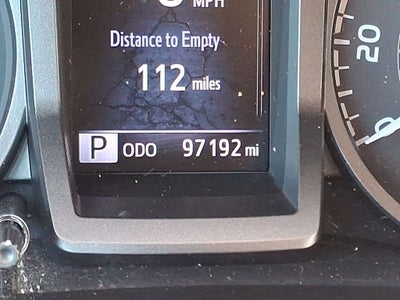 MPH
Distance to Empty
112 miles
P ODO 97192 mi
20